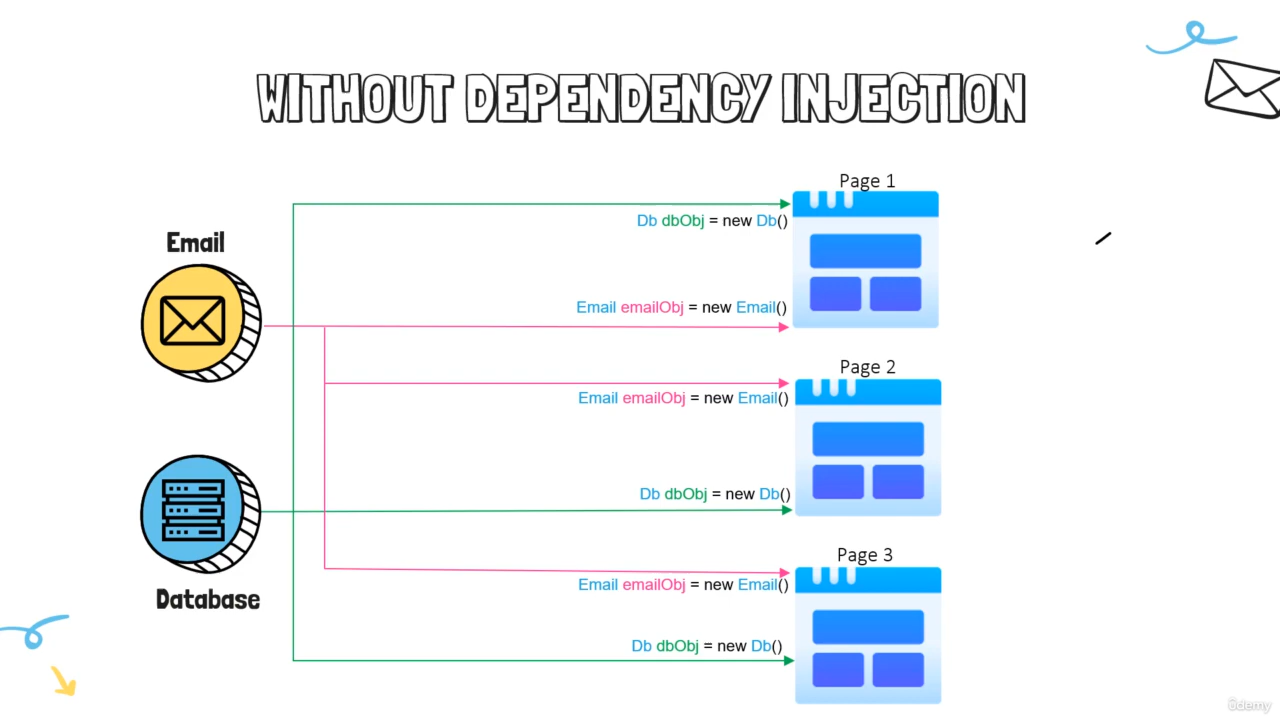 WITHOUT DEPENDENCY INJECTION
Page 1
Db dbObj = new Db()
Email
Email emailObj = new Email()
Page 2
Email emailObj = new Email()
Db dbObj = new Db()
Page 3
Email emailObj = new Email()
Database
Db dbObj = new Db()
ûdemy